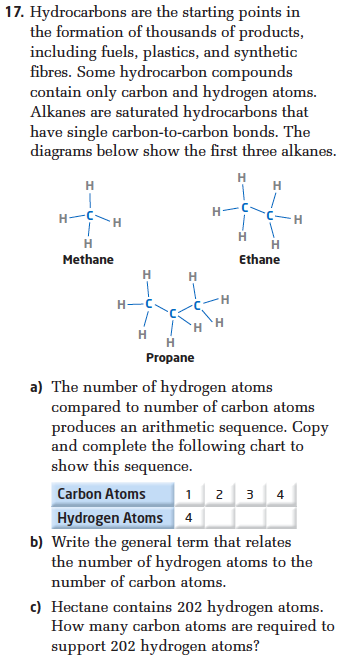 17. Hydrocarbons are the starting points in
the formation of thousands of products,
including fuels, plastics, and synthetic
fibres. Some hydrocarbon compounds
contain only carbon and hydrogen atoms.
Alkanes are saturated hydrocarbons that
have single carbon-to-carbon bonds. The
diagrams below show the first three alkanes.
H
H C H
H
Methane
H H
H C C H
H H
Ethane
H H
H C C H
C
H H H H
Propane
a) The number of hydrogen atoms
compared to number of carbon atoms
produces an arithmetic sequence. Copy
and complete the following chart to
show this sequence.
Carbon Atoms 1 2 3 4
Hydrogen Atoms 4
b) Write the general term that relates
the number of hydrogen atoms to the
number of carbon atoms.
c) Hectane contains 202 hydrogen atoms.
How many carbon atoms are required to
support 202 hydrogen atoms?